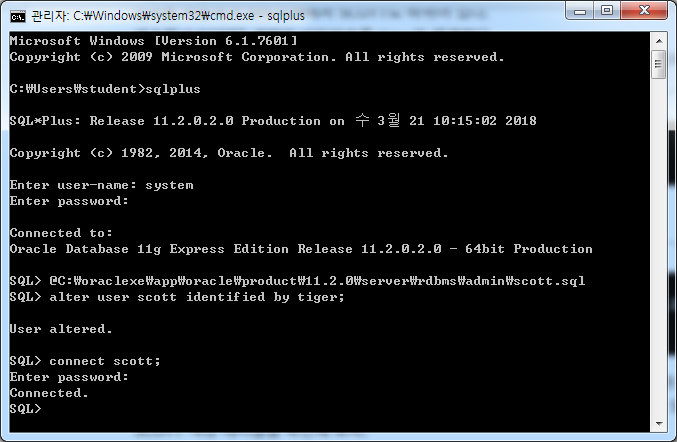 관리자: C:₩Windows₩system32₩cmd.exe - sqlplus
Microsoft Windows [Version 6.1.7601]
Copyright (c) 2009 Microsoft Corporation. All rights reserved.
C:₩Users₩student>sqlplus
SQL*Plus: Release 11.2.0.2.0 Production on 수 3월 21 10:15:02 2018
Copyright (c) 1982, 2014, Oracle.  All rights reserved.
Enter user-name: system
Enter password:
Connected to:
Oracle Database 11g Express Edition Release 11.2.0.2.0 - 64bit Production
SQL> @C:₩oraclexe₩app₩oracle₩product₩11.2.0₩server₩rdbms₩admin₩scott.sql
SQL> alter user scott identified by tiger;
User altered.
SQL> connect scott;
Enter password:
Connected.
SQL>